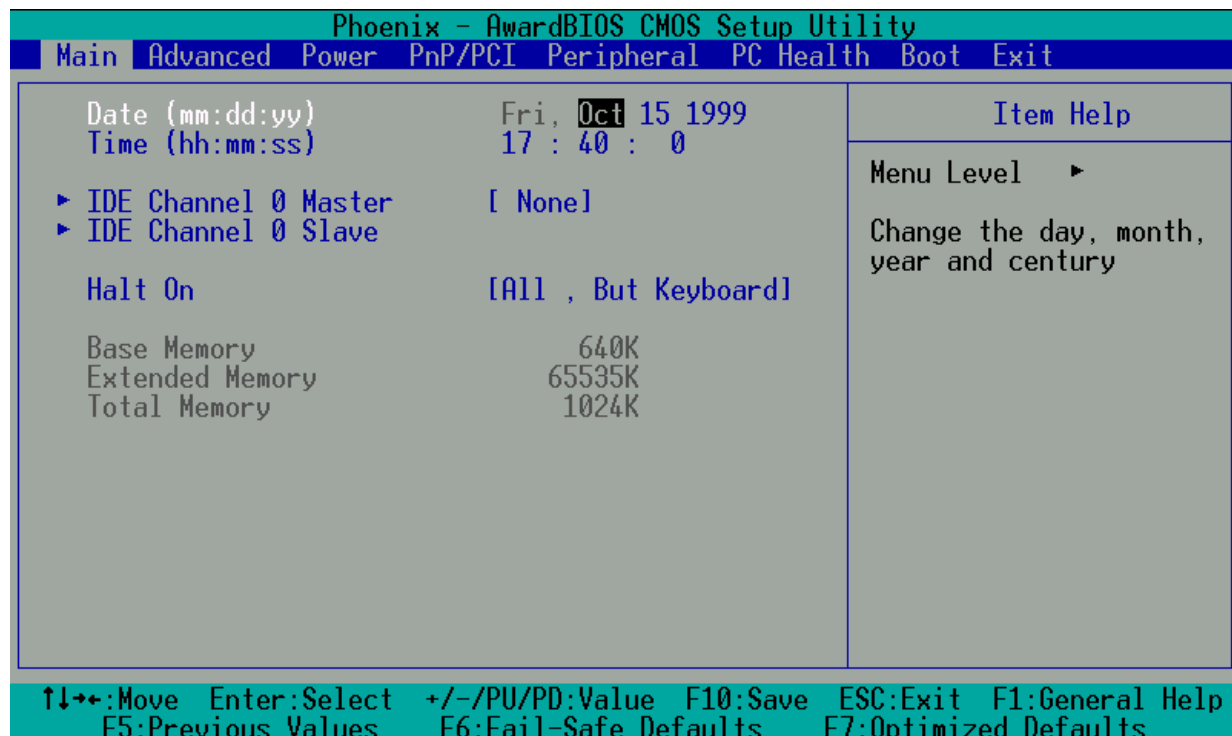 Phoenix - AwardBIOS CMOS Setup Utility
Main Advanced Power PnP/PCI Peripheral PC Health Boot Exit
Date (mm:dd:yy) Fri, Oct 15 1999
Time (hh:mm:ss) 17 : 40 : 0
► IDE Channel 0 Master [ None]
► IDE Channel 0 Slave
Halt On [All , But Keyboard]
Base Memory 640K
Extended Memory 65535K
Total Memory 1024K
Item Help
Menu Level ►
Change the day, month,
year and century
↑↓→←:Move Enter:Select +/-/PU/PD:Value F10:Save ESC:Exit F1:General Help
F5:Previous Values F6:Fail-Safe Defaults F7:Optimized Defaults